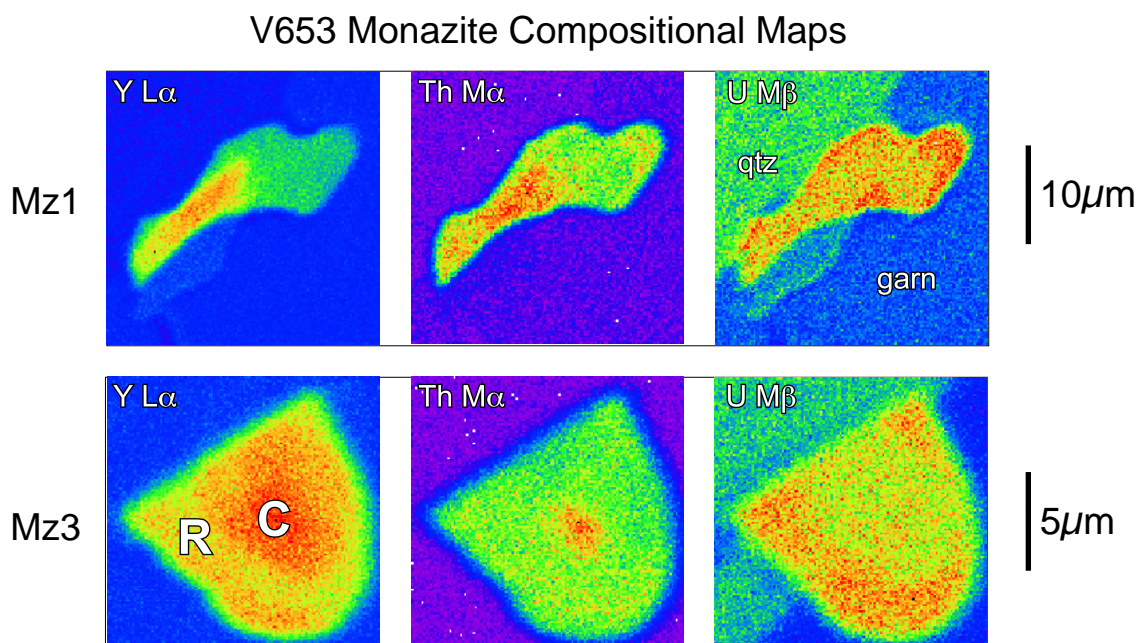 V653 Monazite Compositional Maps
Y Lα
Th Mα
U Mβ
qtz
garn
Mz1
10µm
Y Lα
Th Mα
U Mβ
R
C
Mz3
5µm